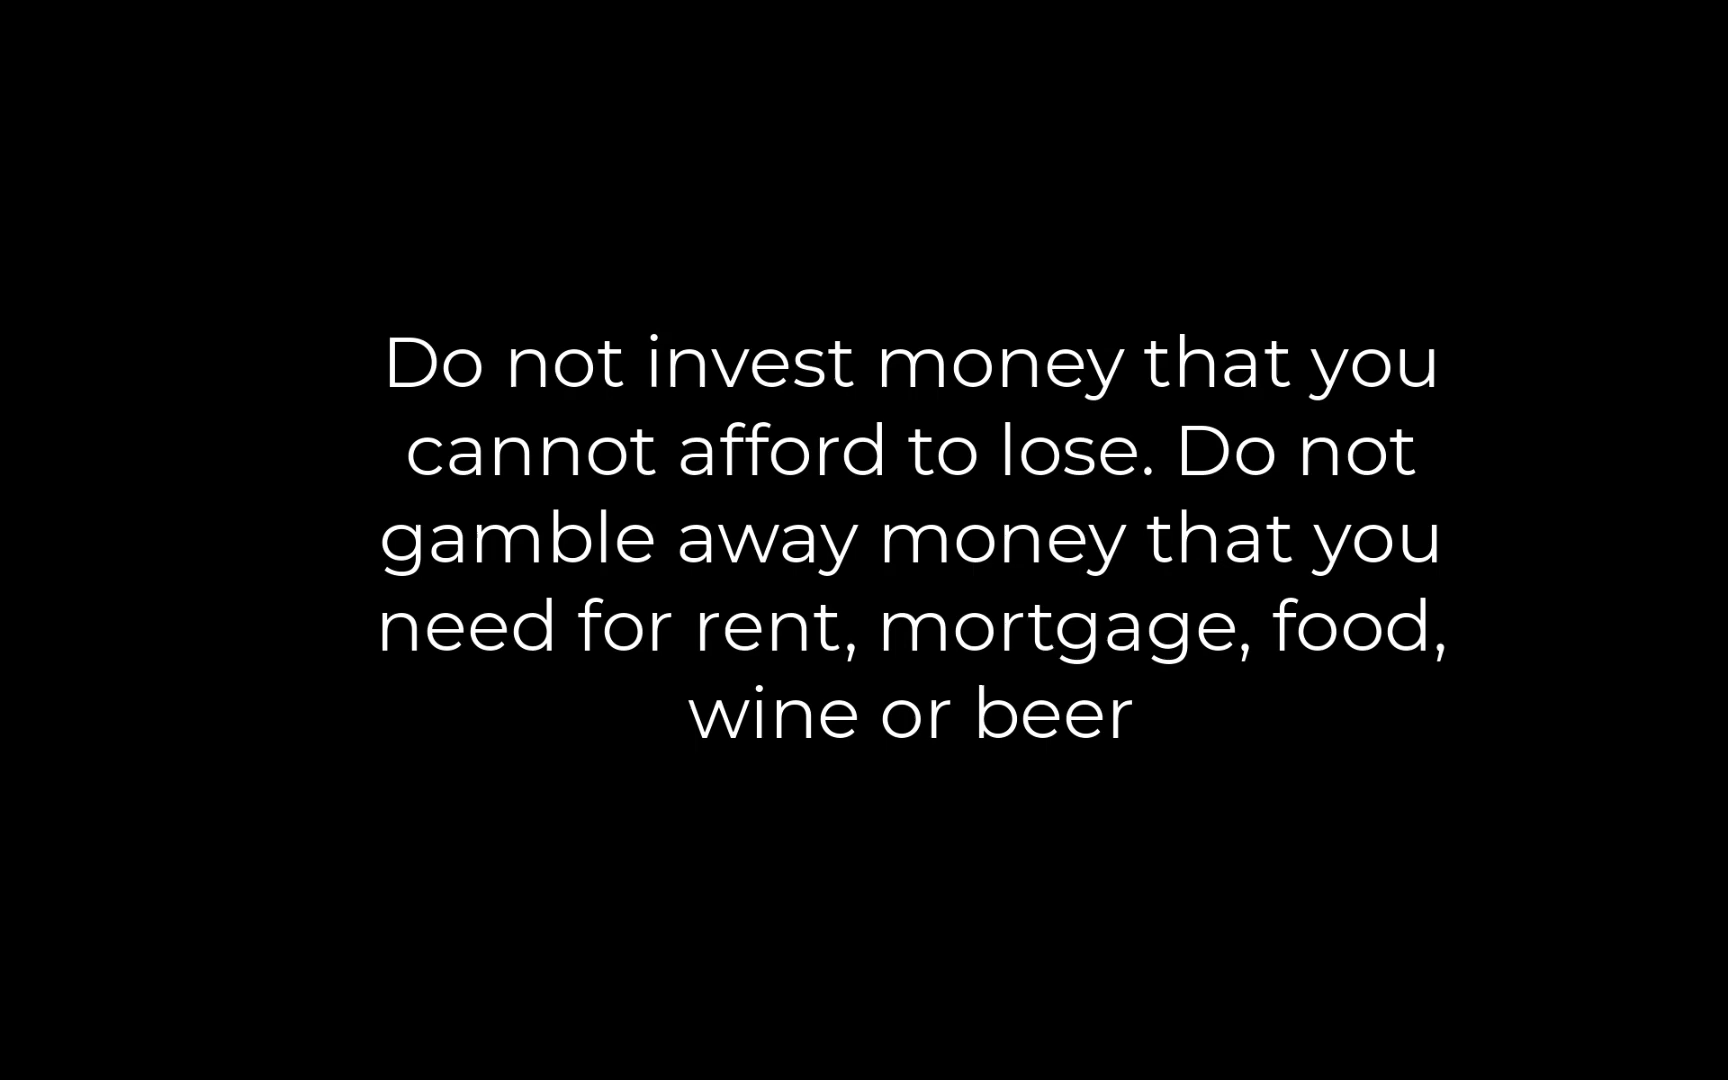 Do not invest money that you
cannot afford to lose. Do not
gamble away money that you
need for rent, mortgage, food,
wine or beer